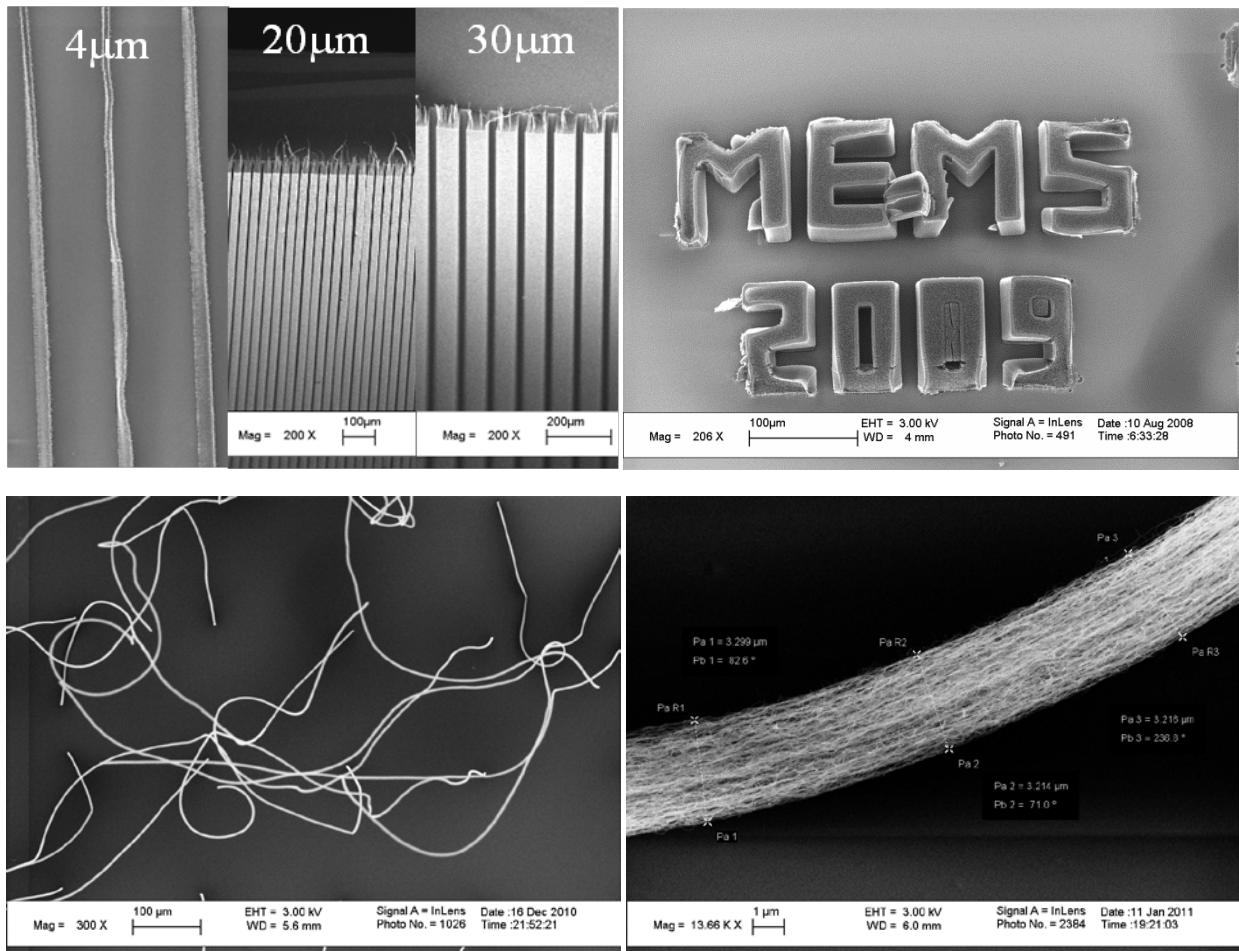 4μm
20μm
30μm
Mag = 200 X
100μm
Mag = 200 X
200μm
MEMS
2009
Mag = 206 X
100μm
EHT = 3.00 kV
WD = 4 mm
Signal A = InLens
Photo No. = 491
Date :10 Aug 2008
Time :6:33:28
Mag = 300 X
100 μm
EHT = 3.00 kV
WD = 5.6 mm
Signal A = InLens
Photo No. = 1026
Date :16 Dec 2010
Time :21:52:21
Pa 3
Pa 1 = 3.299 μm
Pb 1 = 82.6 °
Pa R2
Pa R3
Pa R1
Pa 3 = 3.216 μm
Pb 3 = 236.8 °
Pa 2
Pa 2 = 3.214 μm
Pb 2 = 71.0 °
Pa 1
Mag = 13.66 K X
1 μm
EHT = 3.00 kV
WD = 6.0 mm
Signal A = InLens
Photo No. = 2384
Date :11 Jan 2011
Time :19:21:03